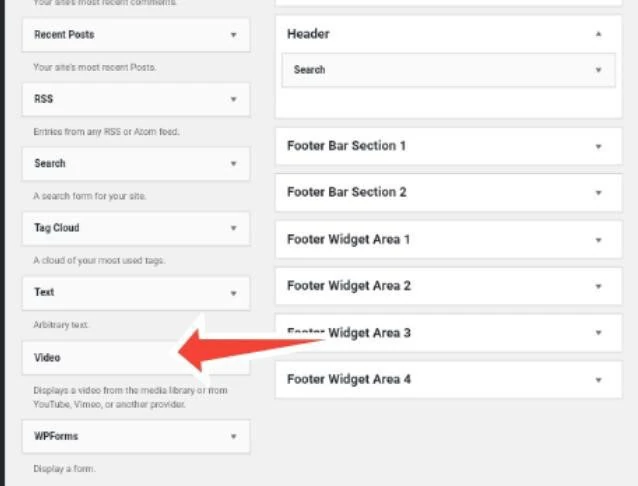 Your site's most recent comments.
Recent Posts
Your site's most recent Posts.
RSS
Entries from any RSS or Atom feed.
Search
A search form for your site.
Tag Cloud
A cloud of your most used tags.
Text
Arbitrary text.
Video
Displays a video from the media library or from
YouTube, Vimeo, or another provider.
WPForms
Display a form.
Header
Search
Footer Bar Section 1
Footer Bar Section 2
Footer Widget Area 1
Footer Widget Area 2
Footer Widget Area 3
Footer Widget Area 4